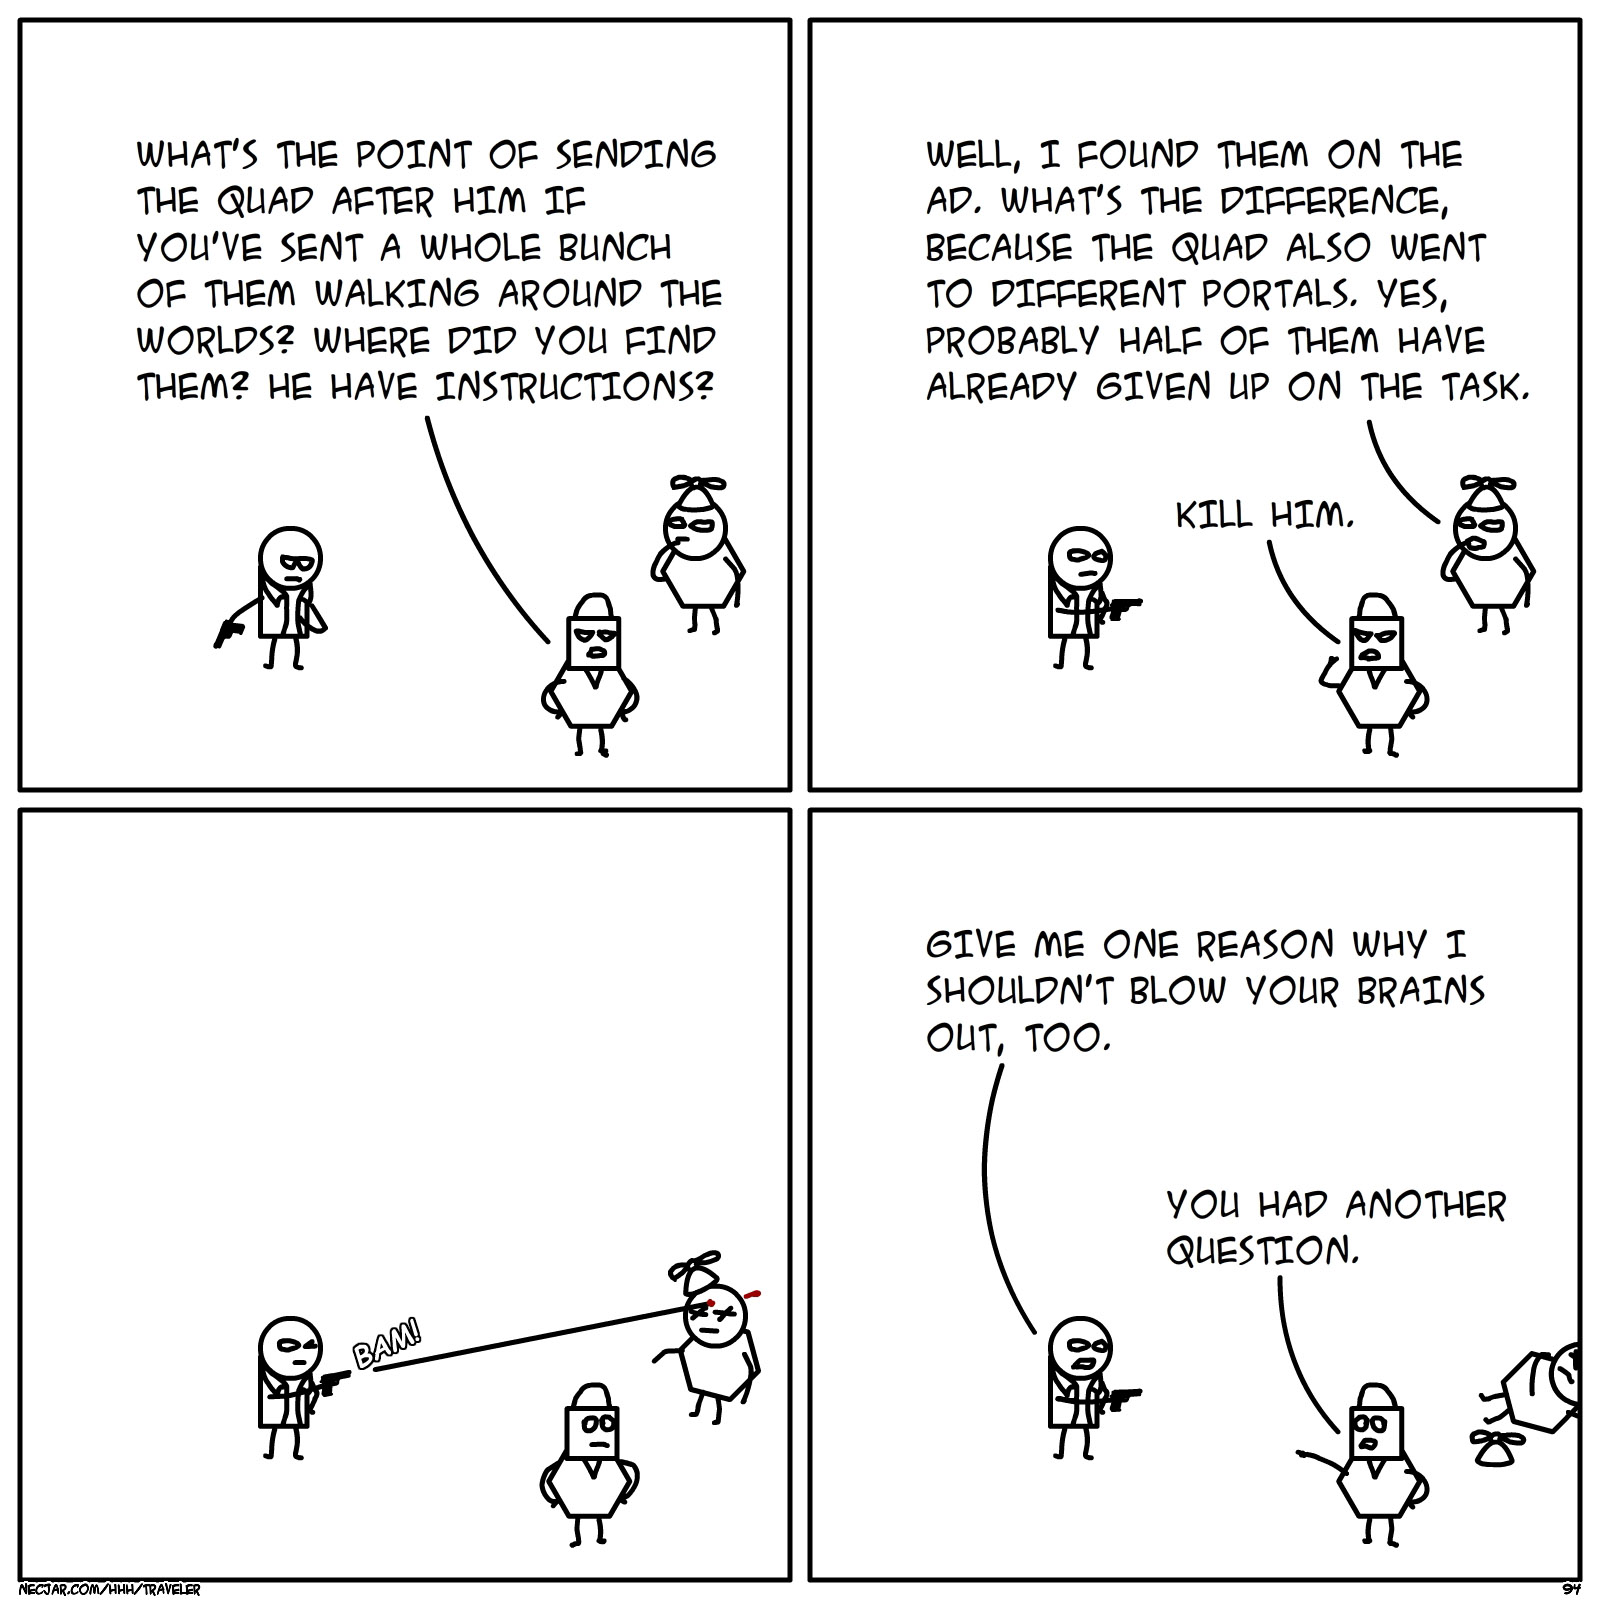 WHAT'S THE POINT OF SENDING
THE QUAD AFTER HIM IF
YOU'VE SENT A WHOLE BUNCH
OF THEM WALKING AROUND THE
WORLDS? WHERE DID YOU FIND
THEM? HE HAVE INSTRUCTIONS?
WELL, I FOUND THEM ON THE
AD. WHAT'S THE DIFFERENCE,
BECAUSE THE QUAD ALSO WENT
TO DIFFERENT PORTALS. YES,
PROBABLY HALF OF THEM HAVE
ALREADY GIVEN UP ON THE TASK.
KILL HIM.
BAM!
GIVE ME ONE REASON WHY I
SHOULDN'T BLOW YOUR BRAINS
OUT, TOO.
YOU HAD ANOTHER
QUESTION.
NECJAR.COM/HHH/TRAVELER
94